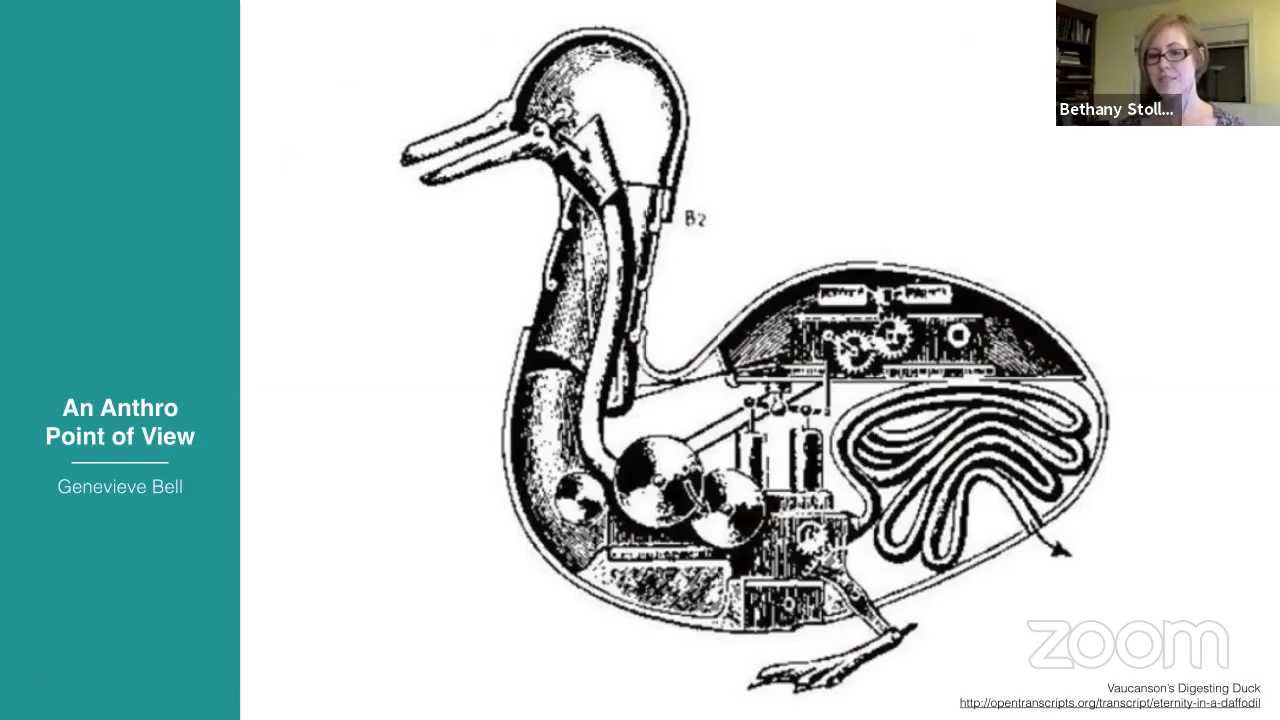 Bethany Stoll...
B2
An Anthro
Point of View
Genevieve Bell
zoom
Vaucanson's Digesting Duck
http://opentranscripts.org/transcript/eternity-in-a-daffodil